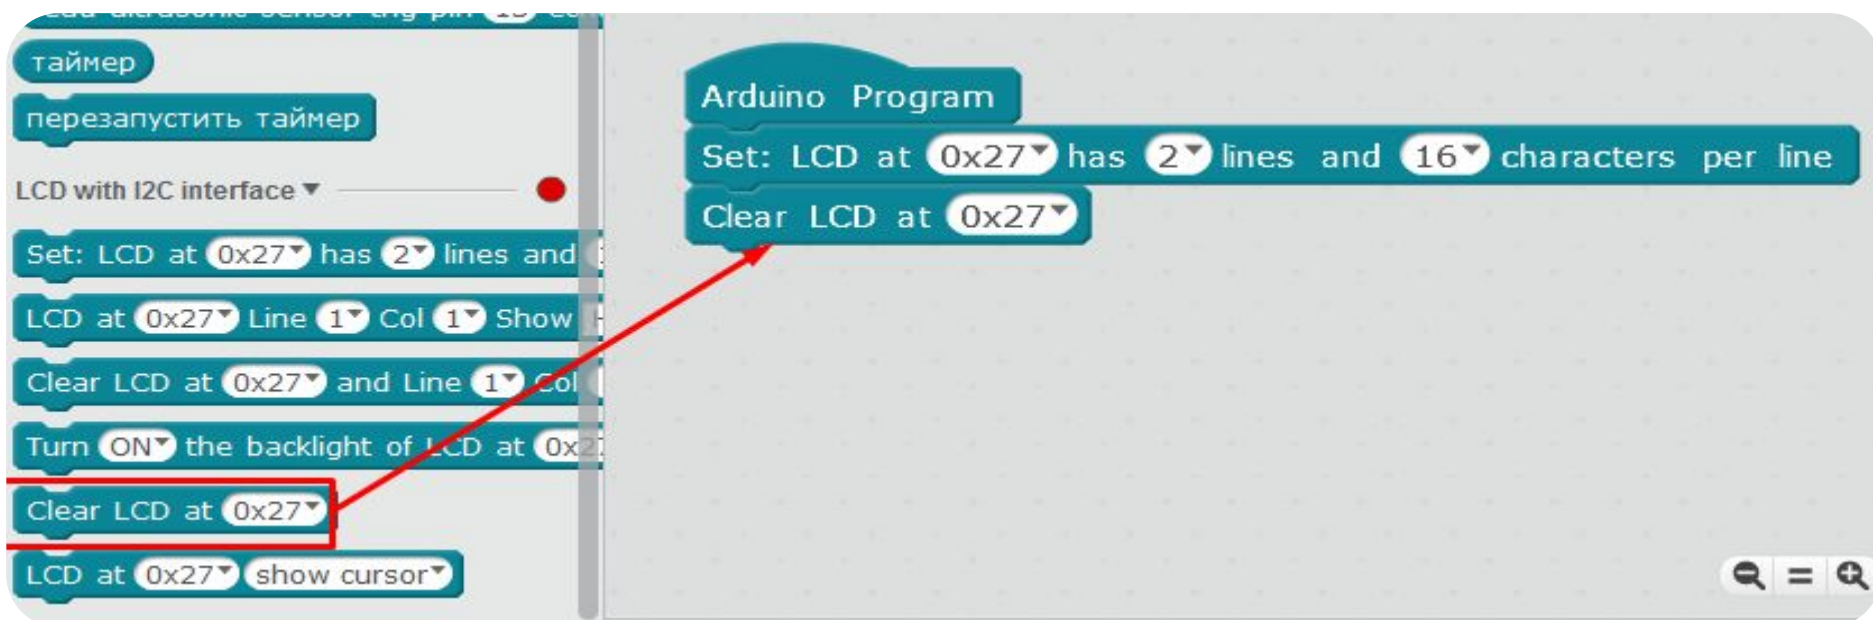 таймер
перезапустить таймер
LCD with I2C interface
Set: LCD at 0x27 has 2 lines and
LCD at 0x27 Line 1 Col 1 Show
Clear LCD at 0x27 and Line 1 Col
Turn ON the backlight of LCD at
Clear LCD at 0x27
LCD at 0x27 show cursor
Arduino Program
Set: LCD at 0x27 has 2 lines and 16 characters per line
Clear LCD at 0x27